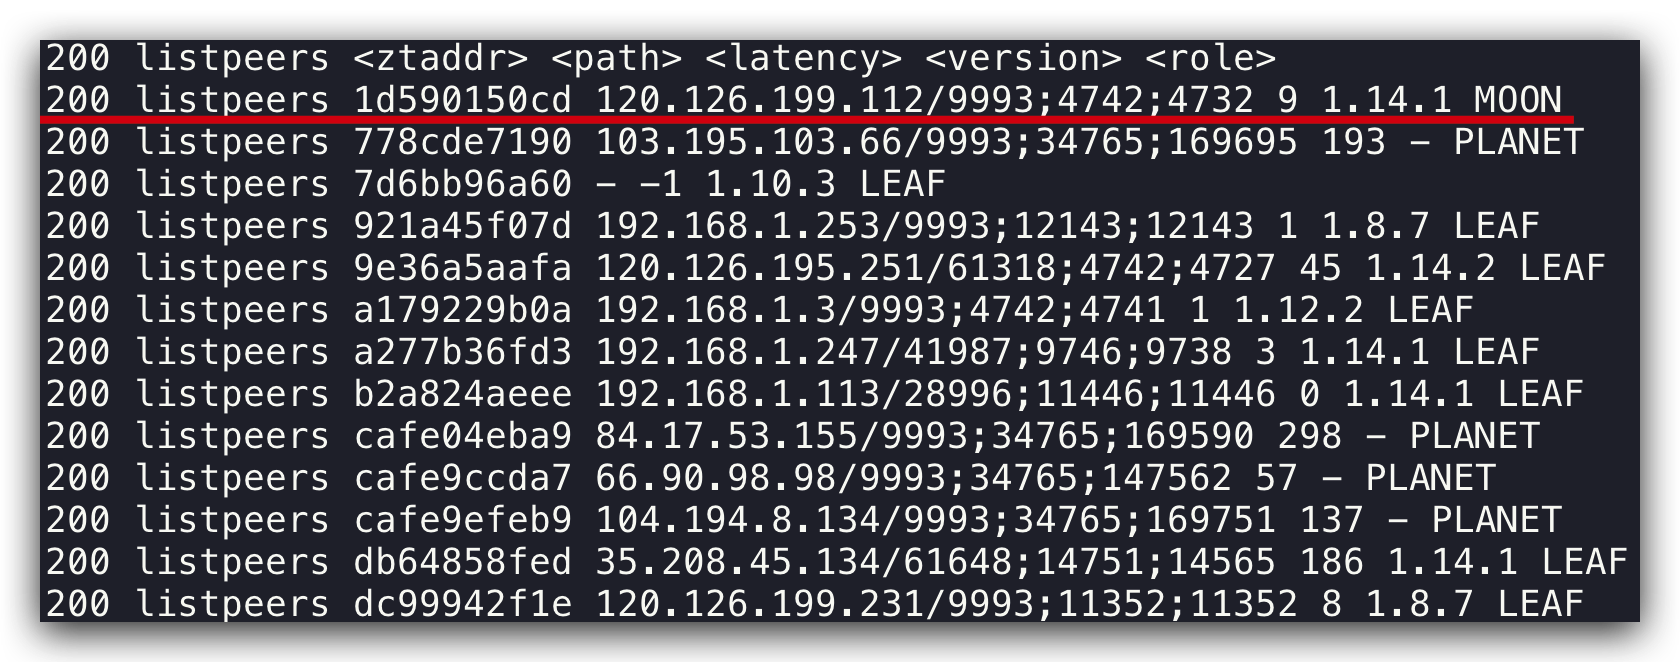 200 listpeers <ztaddr> <path> <latency> <version> <role>
200 listpeers 1d590150cd 120.126.199.112/9993;4742;4732 9 1.14.1 MOON
200 listpeers 778cde7190 103.195.103.66/9993;34765;169695 193 - PLANET
200 listpeers 7d6bb96a60 - -1 1.10.3 LEAF
200 listpeers 921a45f07d 192.168.1.253/9993;12143;12143 1 1.8.7 LEAF
200 listpeers 9e36a5aafa 120.126.195.251/61318;4742;4727 45 1.14.2 LEAF
200 listpeers a179229b0a 192.168.1.3/9993;4742;4741 1 1.12.2 LEAF
200 listpeers a277b36fd3 192.168.1.247/41987;9746;9738 3 1.14.1 LEAF
200 listpeers b2a824aeee 192.168.1.113/28996;11446;11446 0 1.14.1 LEAF
200 listpeers cafe04eba9 84.17.53.155/9993;34765;169590 298 - PLANET
200 listpeers cafe9ccda7 66.90.98.98/9993;34765;147562 57 - PLANET
200 listpeers cafe9efeb9 104.194.8.134/9993;34765;169751 137 - PLANET
200 listpeers db64858fed 35.208.45.134/61648;14751;14565 186 1.14.1 LEAF
200 listpeers dc99942f1e 120.126.199.231/9993;11352;11352 8 1.8.7 LEAF